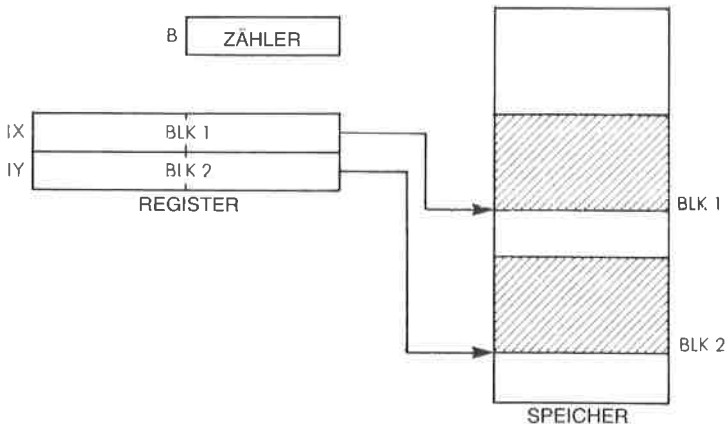 B ZÄHLER
IX BLK 1
IY BLK 2
REGISTER
BLK 1
BLK 2
SPEICHER